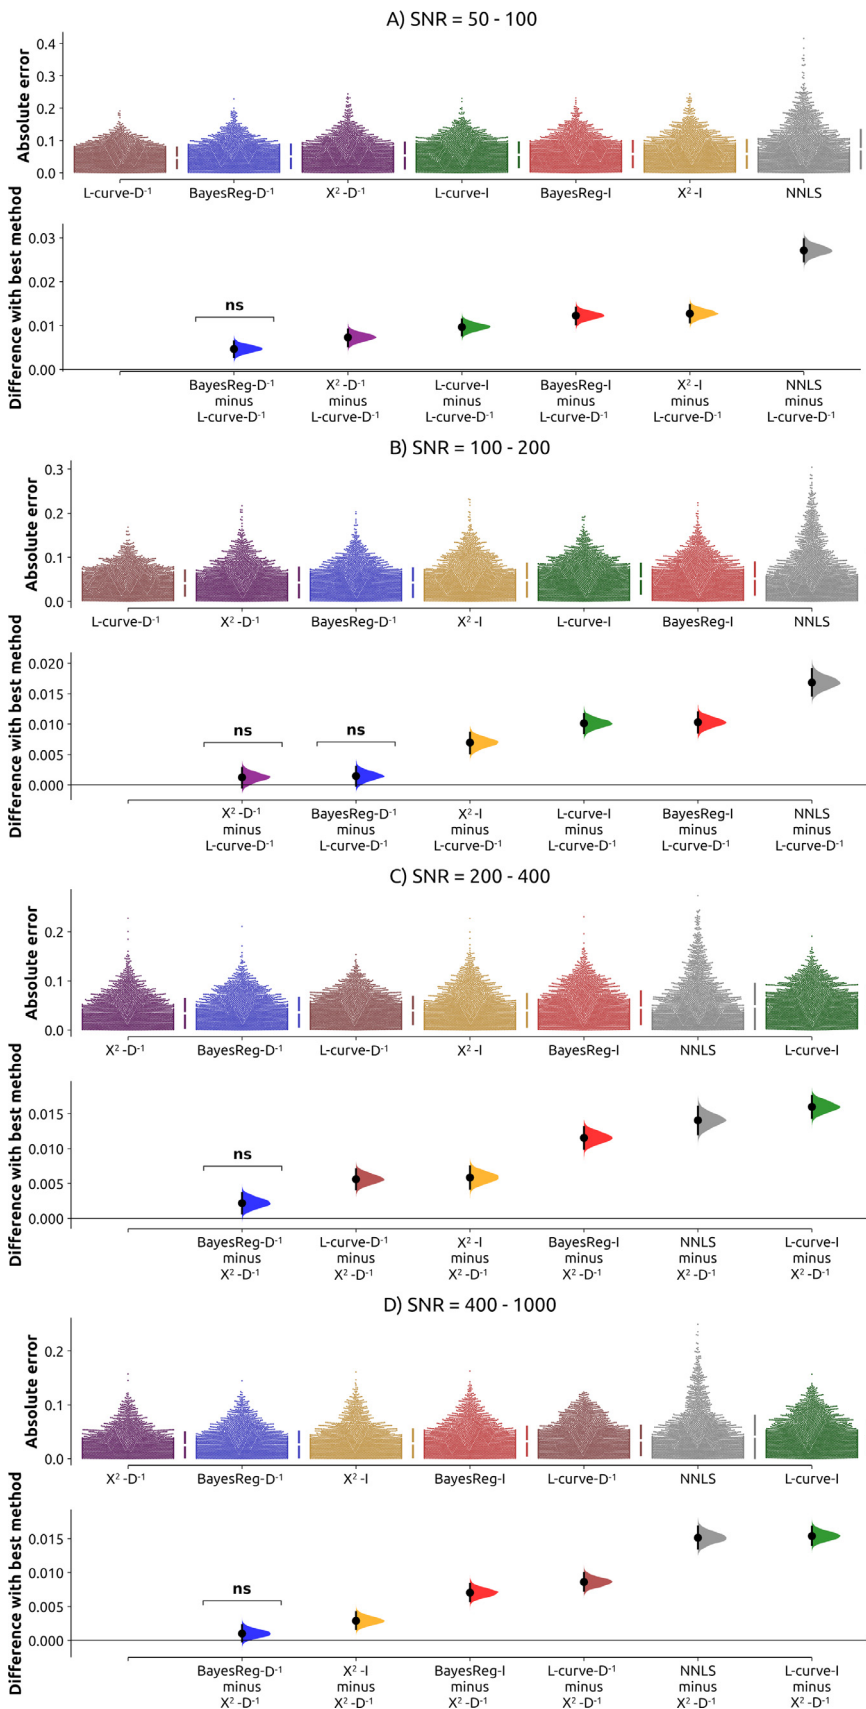 A) SNR = 50 - 100
Absolute error
0.4
0.3
0.2
0.1
0.0
L-curve-D⁻¹ BayesReg-D⁻¹ X² -D⁻¹ L-curve-I BayesReg-I X² -I NNLS
Difference with best method
0.03
0.02
0.01
0.00
ns
BayesReg-D⁻¹ X² -D⁻¹ L-curve-I BayesReg-I X² -I NNLS
minus minus minus minus minus minus
L-curve-D⁻¹ L-curve-D⁻¹ L-curve-D⁻¹ L-curve-D⁻¹ L-curve-D⁻¹ L-curve-D⁻¹
B) SNR = 100 - 200
Absolute error
0.3
0.2
0.1
0.0
L-curve-D⁻¹ X² -D⁻¹ BayesReg-D⁻¹ X² -I L-curve-I BayesReg-I NNLS
Difference with best method
0.020
0.015
0.010
0.005
0.000
ns ns
X² -D⁻¹ BayesReg-D⁻¹ X² -I L-curve-I BayesReg-I NNLS
minus minus minus minus minus minus
L-curve-D⁻¹ L-curve-D⁻¹ L-curve-D⁻¹ L-curve-D⁻¹ L-curve-D⁻¹ L-curve-D⁻¹
C) SNR = 200 - 400
Absolute error
0.2
0.1
0.0
X² -D⁻¹ BayesReg-D⁻¹ L-curve-D⁻¹ X² -I BayesReg-I NNLS L-curve-I
Difference with best method
0.015
0.010
0.005
0.000
ns
BayesReg-D⁻¹ L-curve-D⁻¹ X² -I BayesReg-I NNLS L-curve-I
minus minus minus minus minus minus
X² -D⁻¹ X² -D⁻¹ X² -D⁻¹ X² -D⁻¹ X² -D⁻¹ X² -D⁻¹
D) SNR = 400 - 1000
Absolute error
0.2
0.1
0.0
X² -D⁻¹ BayesReg-D⁻¹ X² -I BayesReg-I L-curve-D⁻¹ NNLS L-curve-I
Difference with best method
0.015
0.010
0.005
0.000
ns
BayesReg-D⁻¹ X² -I BayesReg-I L-curve-D⁻¹ NNLS L-curve-I
minus minus minus minus minus minus
X² -D⁻¹ X² -D⁻¹ X² -D⁻¹ X² -D⁻¹ X² -D⁻¹ X² -D⁻¹